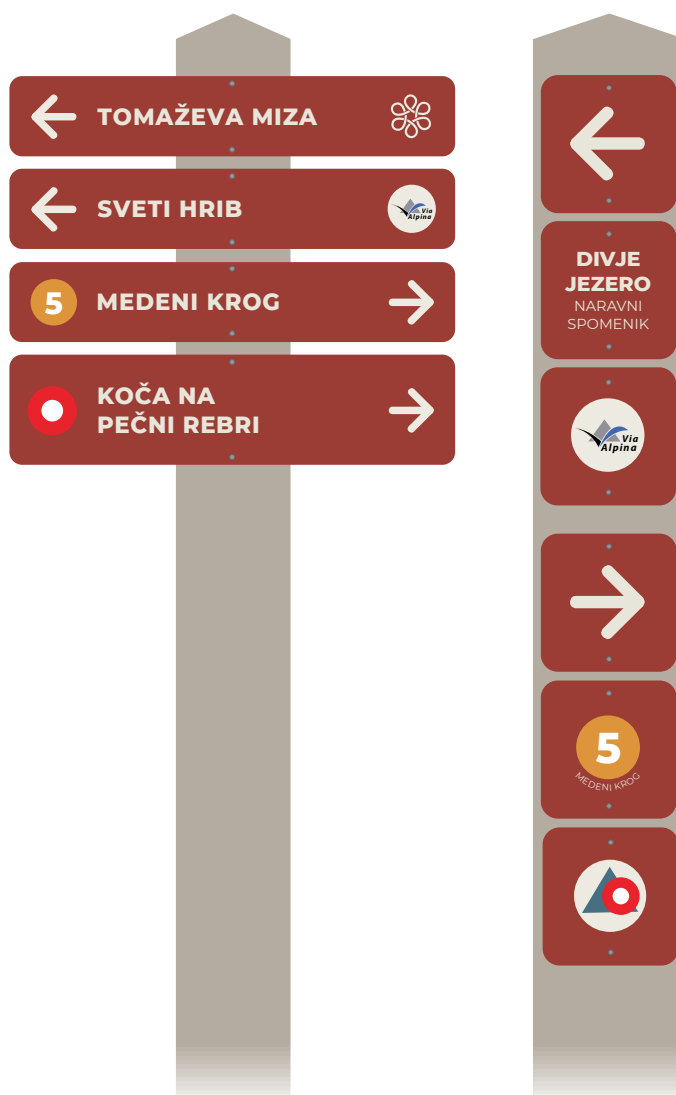 TOMAŽEVA MIZA
SVETI HRIB
Via
Alpina
5 MEDENI KROG
KOČA NA
PEČNI REBRI
DIVJE
JEZERO
NARAVNI
SPOMENIK
Via
Alpina
5
MEDENI KROG